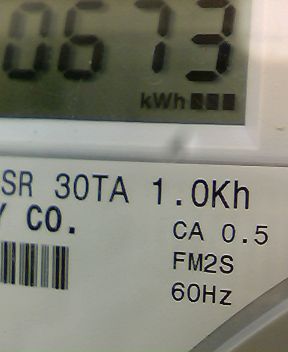 0673
kWh
SR 30TA 1.0Kh
Y CO.
CA 0.5
FM2S
60Hz